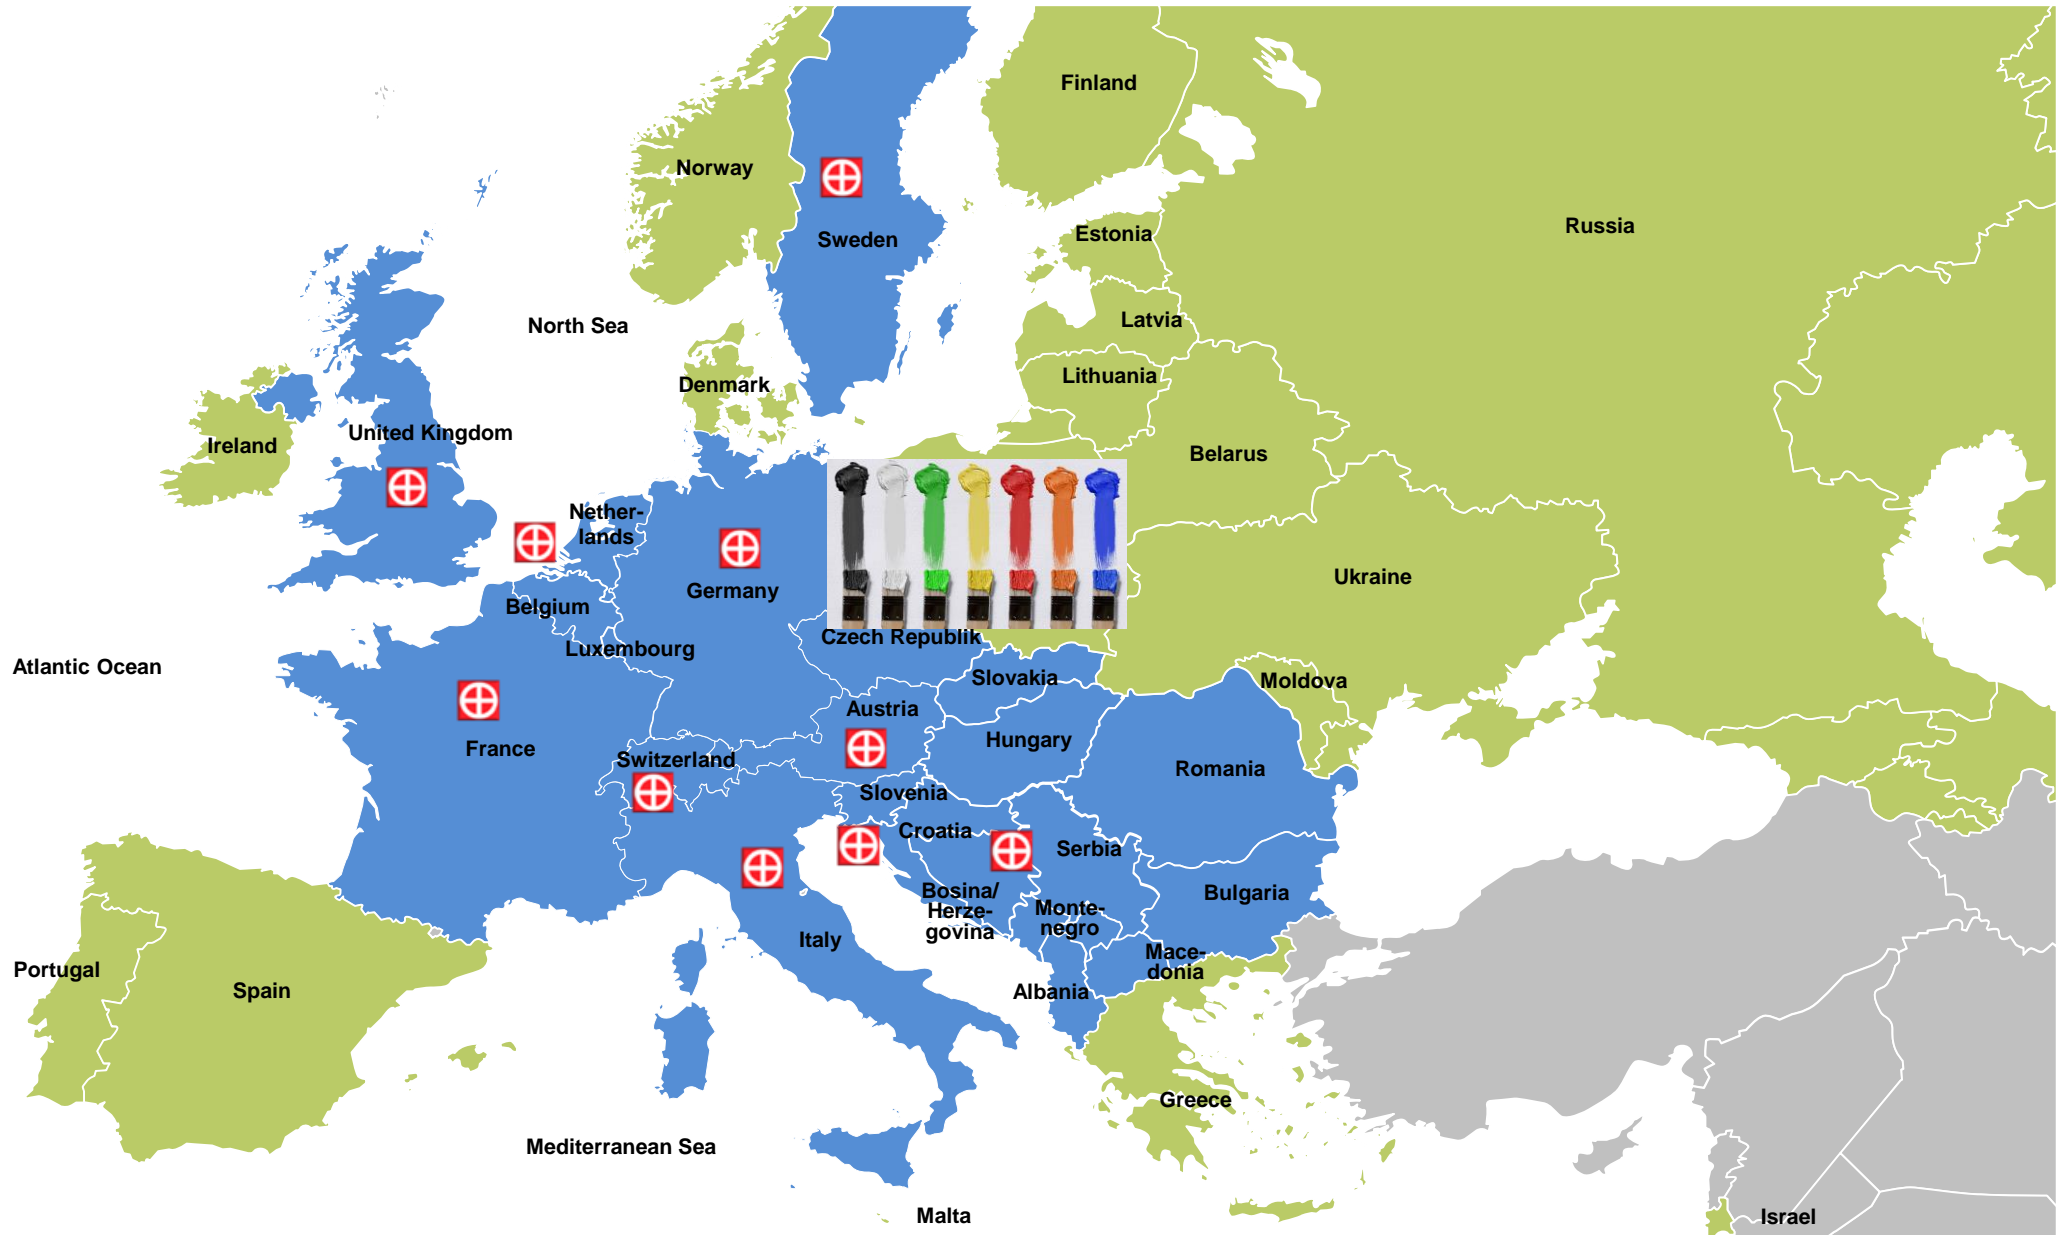 Finland
Norway
Sweden
Russia
Estonia
North Sea
Latvia
Denmark
Lithuania
United Kingdom
Ireland
Belarus
Nether-
lands
Germany
Ukraine
Belgium
Czech Republik
Luxembourg
Atlantic Ocean
Slovakia
Moldova
Austria
Hungary
France
Switzerland
Romania
Slovenia
Croatia
Serbia
Bosina/
Herze-
govina
Bulgaria
Monte-
negro
Italy
Mace-
donia
Portugal
Spain
Albania
Greece
Mediterranean Sea
Malta
Israel